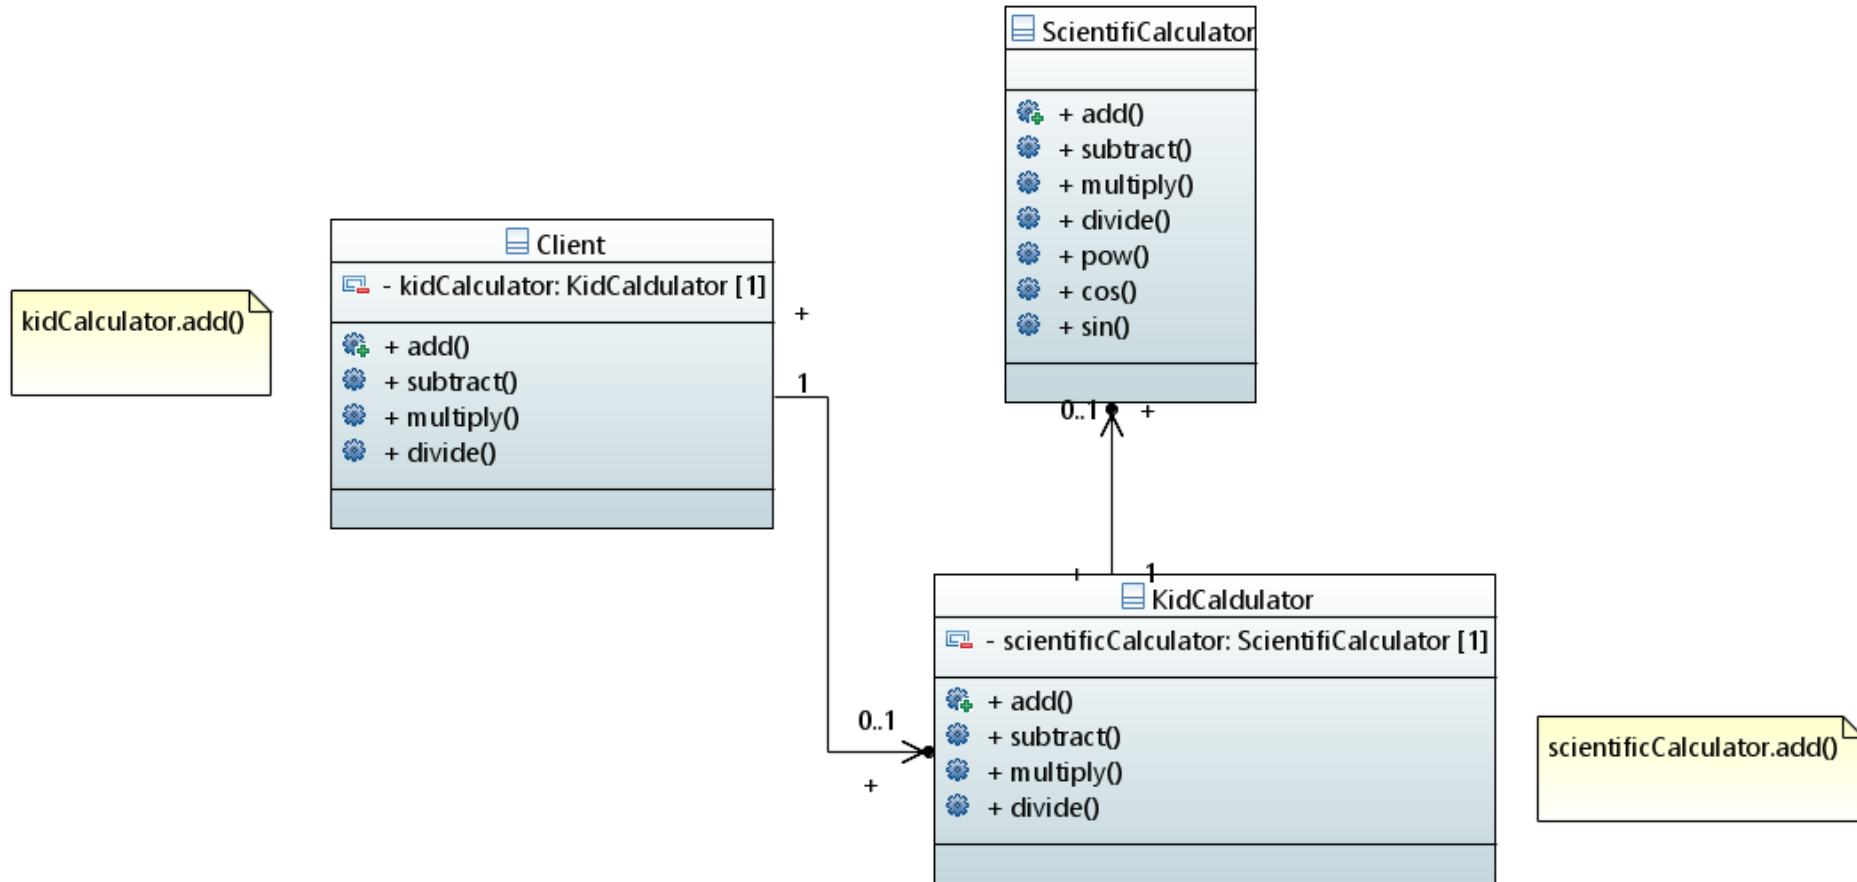 ScientifiCalculator
+ add()
+ subtract()
+ multiply()
+ divide()
+ pow()
+ cos()
+ sin()
kidCalculator.add()
Client
- kidCalculator: KidCaldulator [1]
+ add()
+ subtract()
+ multiply()
+ divide()
+
1
0..1
+
0..1
+
+
1
KidCaldulator
- scientificCalculator: ScientifiCalculator [1]
+ add()
+ subtract()
+ multiply()
+ divide()
scientificCalculator.add()